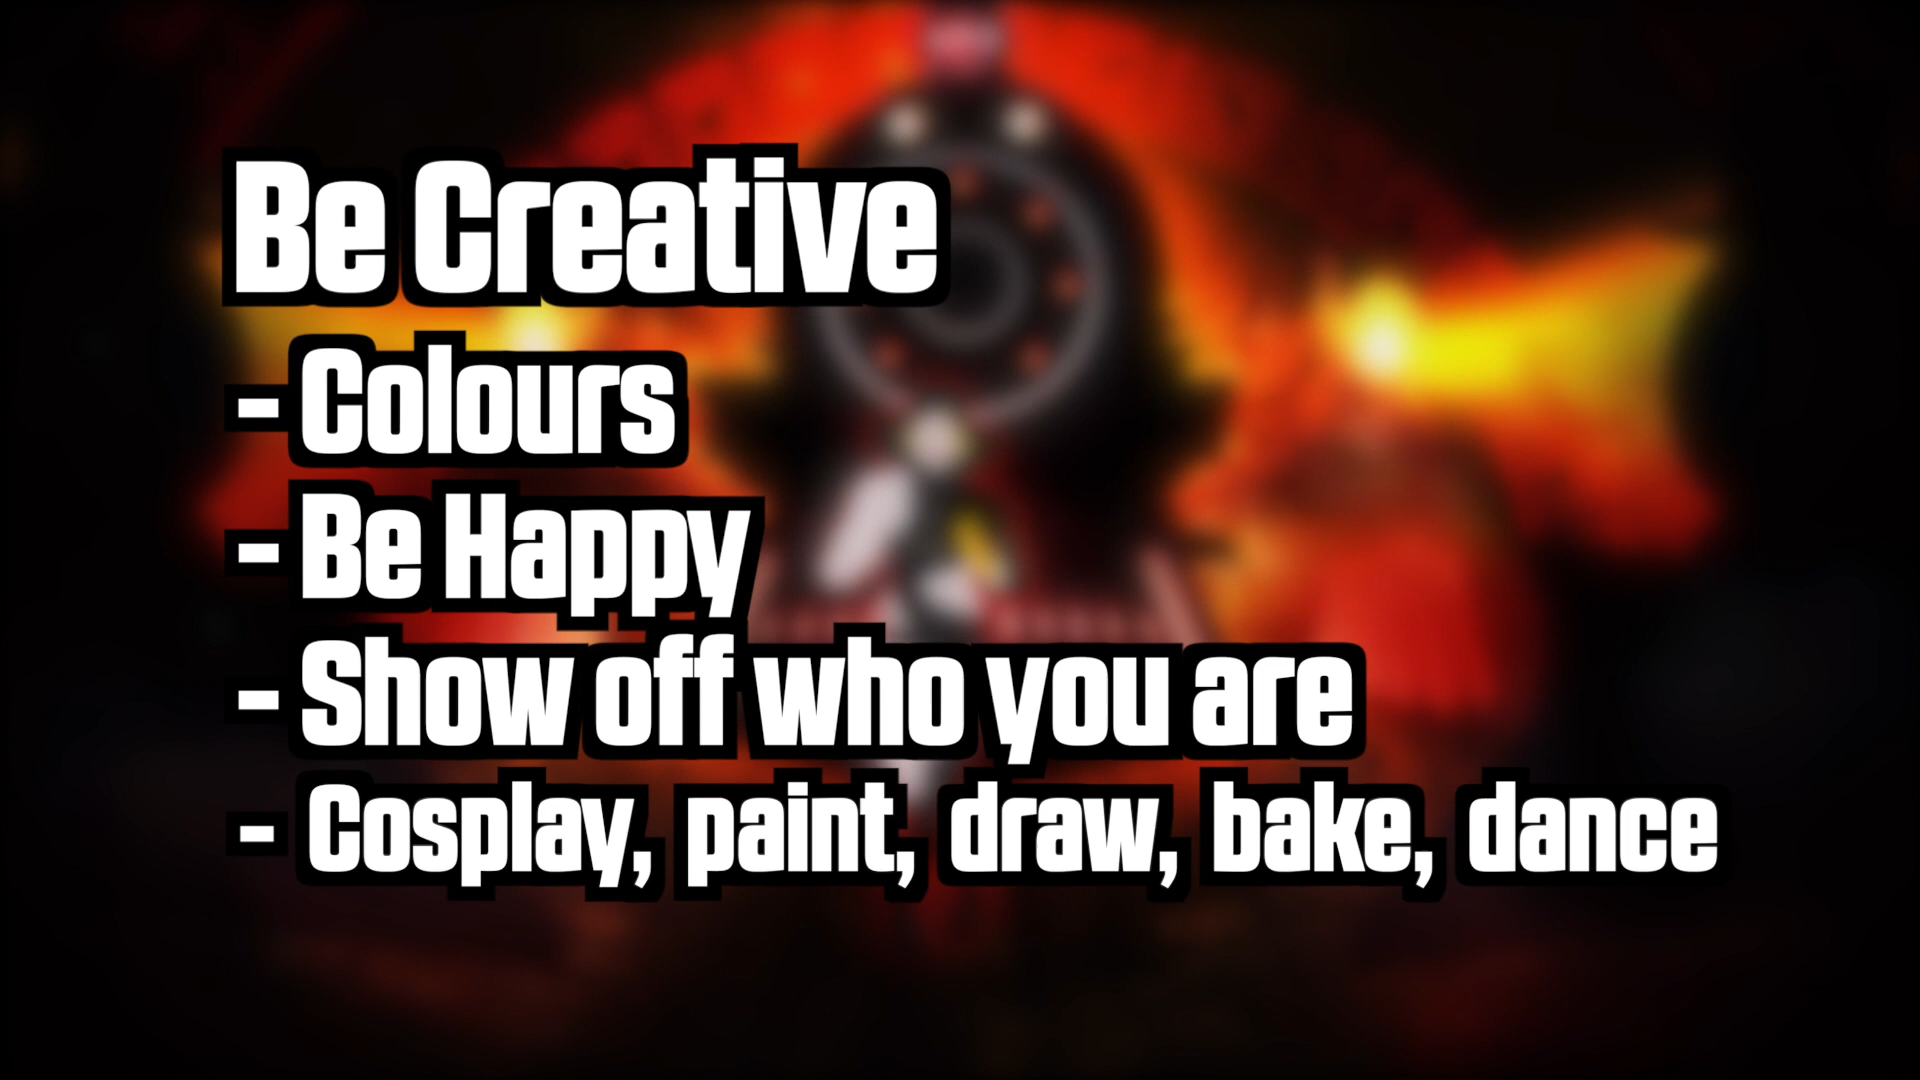 Be Creative
- Colours
- Be Happy
- Show off who you are
- Cosplay, paint, draw, bake, dance